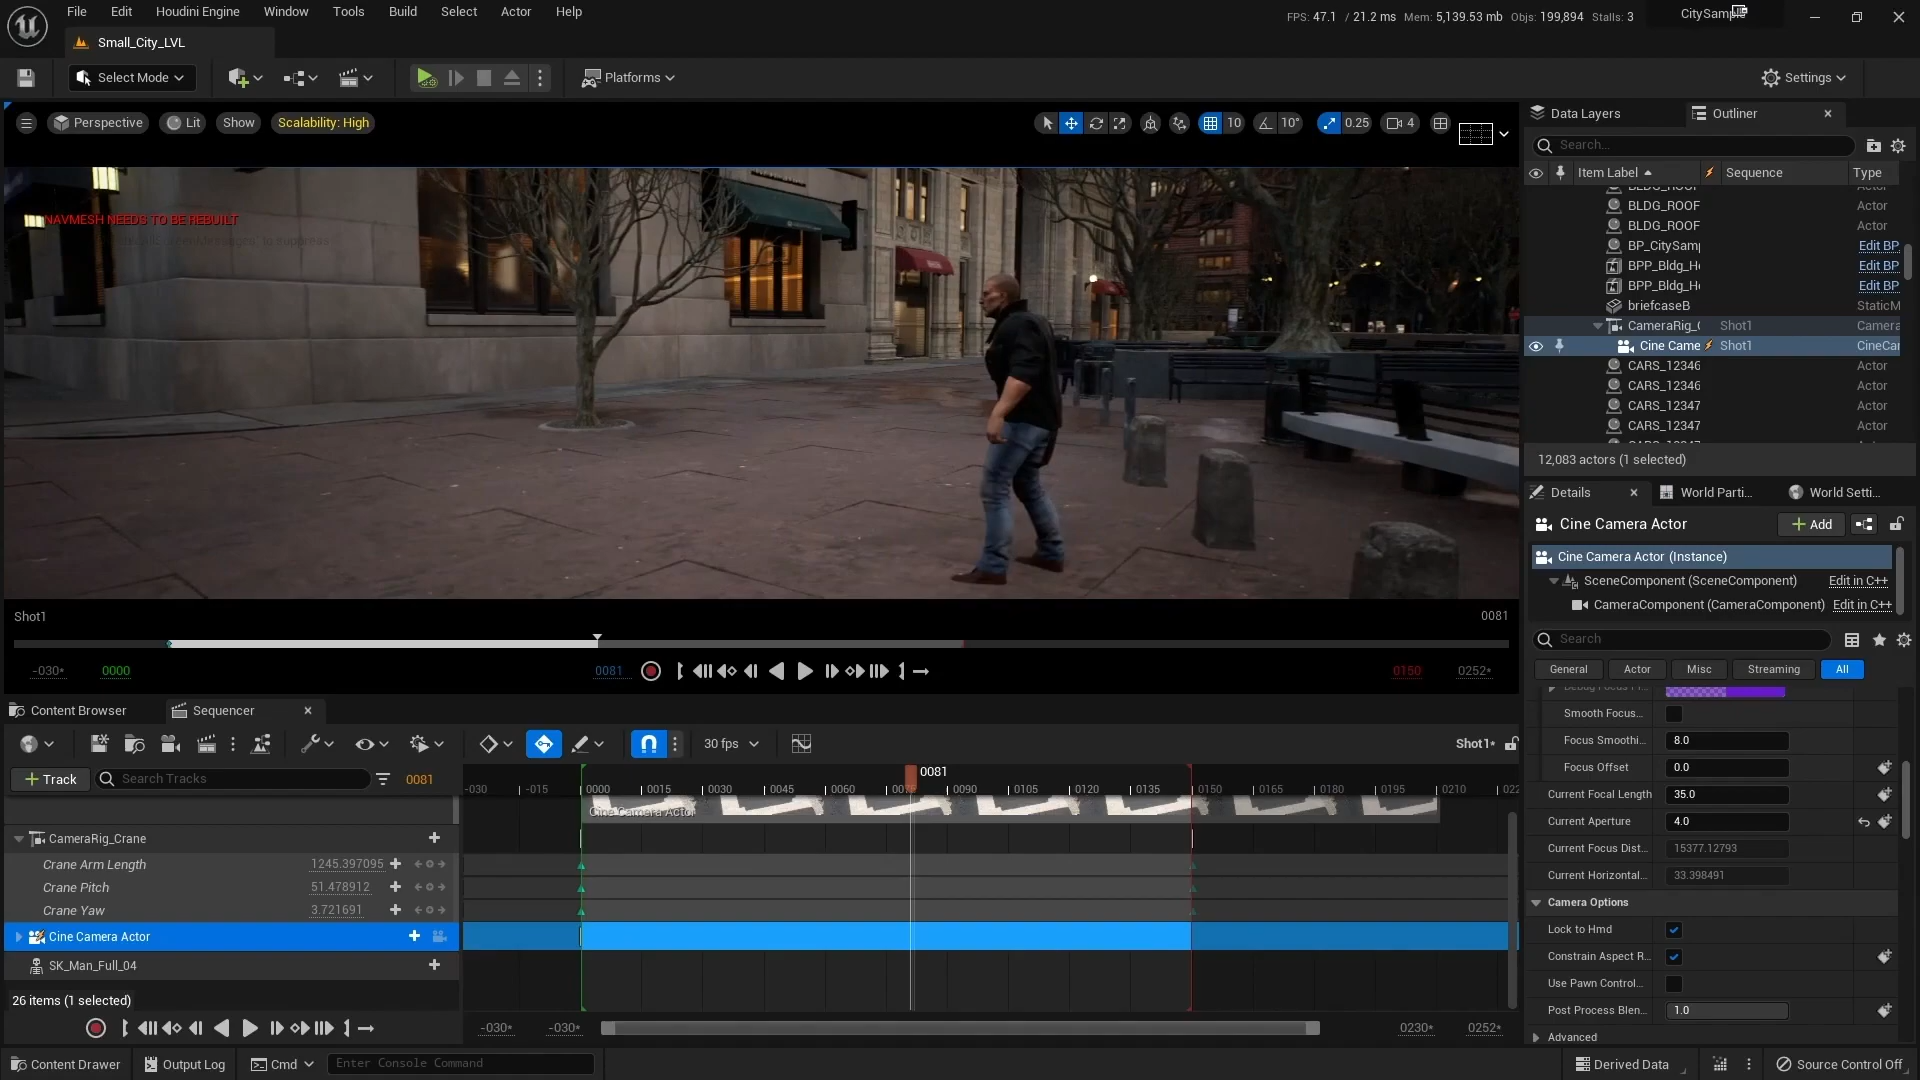 File Edit Houdini Engine Window Tools Build Select Actor Help
FPS: 47.1 / 21.2 ms Mem: 5,139.53 mb Objs: 199,894 Stalls: 3
CitySample
Small_City_LVL
Select Mode
Platforms
Settings
Perspective Lit Show Scalability: High
10 10° 0.25 4
NAVMESH NEEDS TO BE REBUILT
Data Layers Outliner
Search...
Item Label Sequence Type
BLDG_ROOF Actor
BLDG_ROOF Actor
BLDG_ROOF Actor
BP_CitySamp Edit BP
BPP_Bldg_H Edit BP
BPP_Bldg_H Edit BP
briefcaseB StaticM
CameraRig_C Shot1 Camera
Cine Came Shot1 CineCar
CARS_12346 Actor
CARS_12346 Actor
CARS_12347 Actor
CARS_12347 Actor
12,083 actors (1 selected)
Details World Parti... World Setti...
Cine Camera Actor
Add
Cine Camera Actor (Instance)
SceneComponent (SceneComponent) Edit in C++
CameraComponent (CameraComponent) Edit in C++
Search
General Actor Misc Streaming All
Smooth Focus...
Focus Smoothi... 8.0
Focus Offset 0.0
Current Focal Length 35.0
Current Aperture 4.0
Current Focus Dist... 15377.12793
Current Horizontal... 33.398491
Camera Options
Lock to Hmd
Constrain Aspect R...
Use Pawn Control...
Post Process Blen... 1.0
Advanced
Shot1 0081
-030* 0000 0081 0150 0252*
Content Browser Sequencer
30 fps Shot1*
Track Search Tracks 0081
0081
-030 -015 0000 0015 0030 0045 0060 0075 0090 0105 0120 0135 0150 0165 0180 0195 0210 022
Cine Camera Actor
CameraRig_Crane
Crane Arm Length 1245.397095
Crane Pitch 51.478912
Crane Yaw 3.721691
Cine Camera Actor
SK_Man_Full_04
26 items (1 selected)
-030* -030* 0230* 0252*
Content Drawer Output Log Cmd Enter Console Command
Derived Data Source Control Off